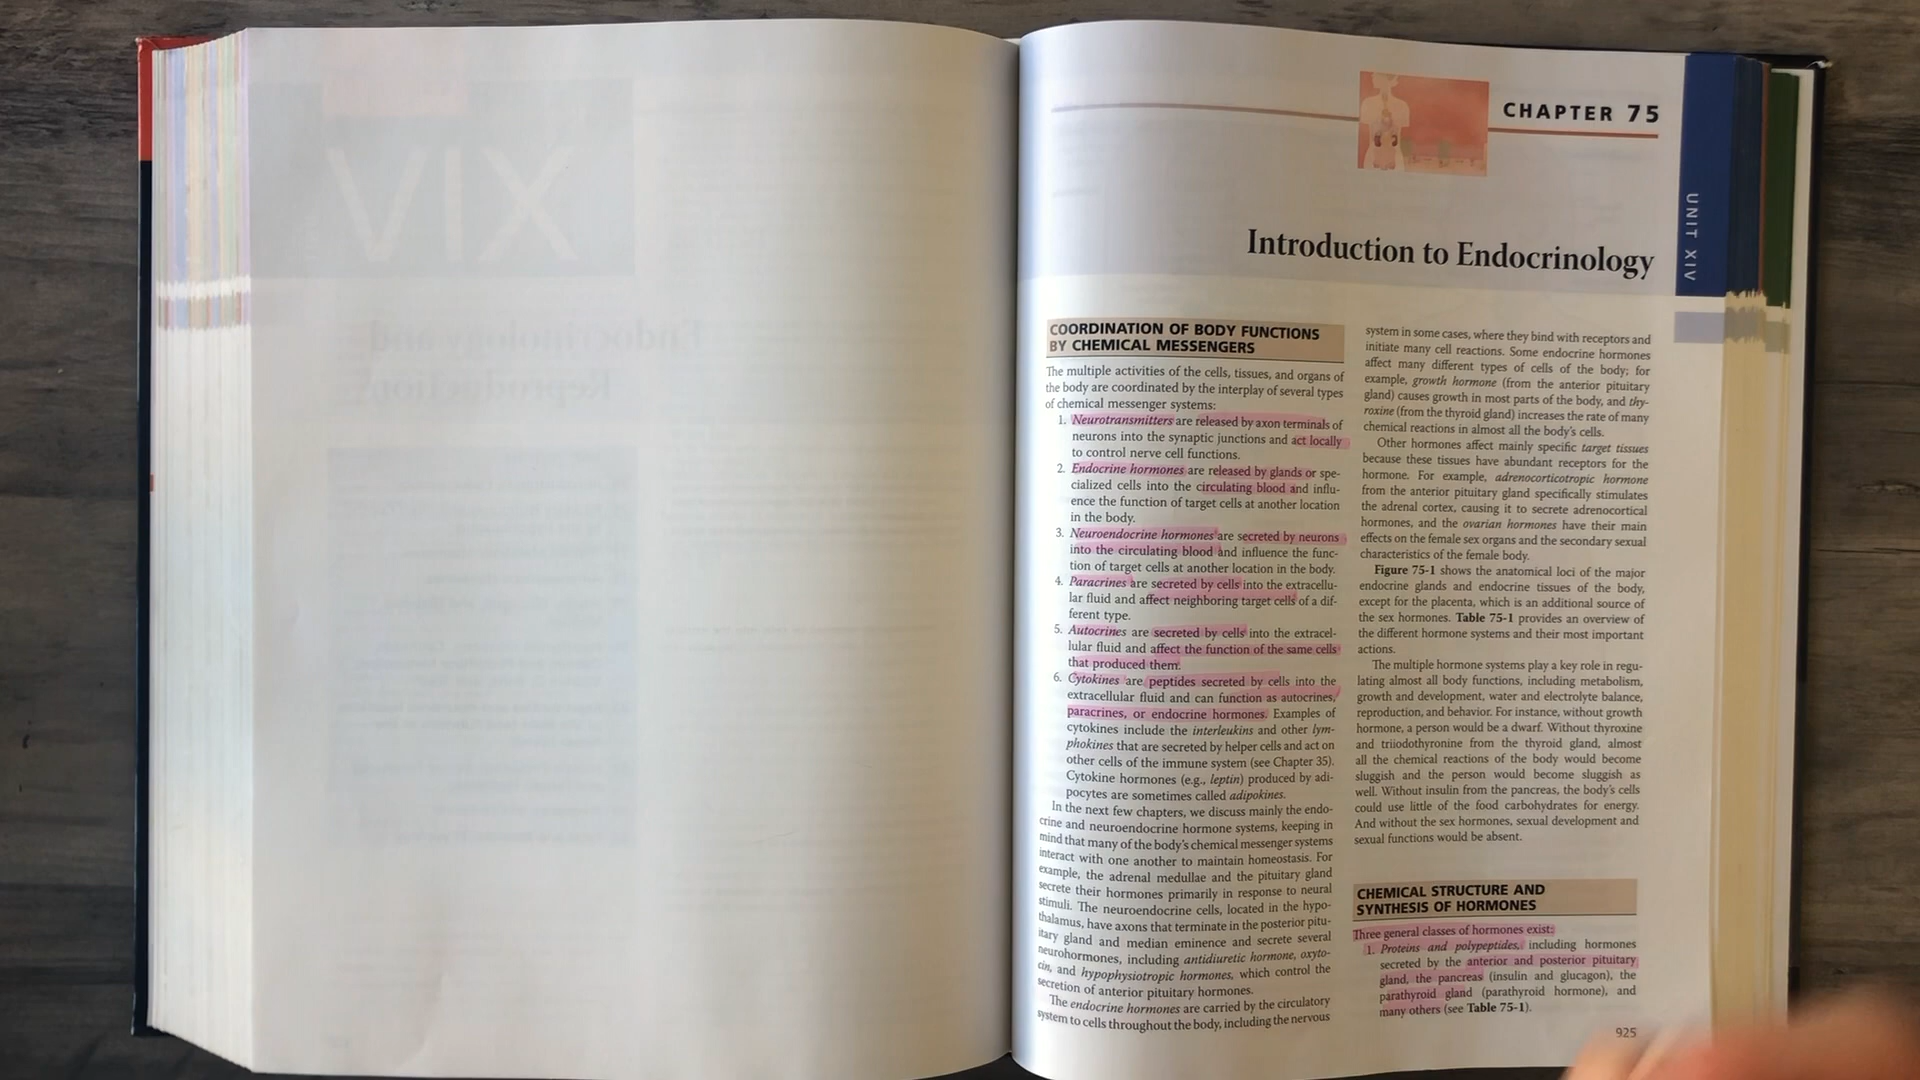 CHAPTER 75
UNIT XIV
Introduction to Endocrinology
COORDINATION OF BODY FUNCTIONS
BY CHEMICAL MESSENGERS
The multiple activities of the cells, tissues, and organs of
the body are coordinated by the interplay of several types
of chemical messenger systems:
1. Neurotransmitters are released by axon terminals of
neurons into the synaptic junctions and act locally
to control nerve cell functions.
2. Endocrine hormones are released by glands or spe-
cialized cells into the circulating blood and influ-
ence the function of target cells at another location
in the body.
3. Neuroendocrine hormones are secreted by neurons
into the circulating blood and influence the func-
tion of target cells at another location in the body.
4. Paracrines are secreted by cells into the extracellu-
lar fluid and affect neighboring target cells of a dif-
ferent type.
5. Autocrines are secreted by cells into the extracel-
lular fluid and affect the function of the same cells
that produced them.
6. Cytokines are peptides secreted by cells into the
extracellular fluid and can function as autocrines,
paracrines, or endocrine hormones. Examples of
cytokines include the interleukins and other lym-
phokines that are secreted by helper cells and act on
other cells of the immune system (see Chapter 35).
Cytokine hormones (e.g., leptin) produced by adi-
pocytes are sometimes called adipokines.
In the next few chapters, we discuss mainly the endo-
crine and neuroendocrine hormone systems, keeping in
mind that many of the body's chemical messenger systems
interact with one another to maintain homeostasis. For
example, the adrenal medullae and the pituitary gland
secrete their hormones primarily in response to neural
stimuli. The neuroendocrine cells, located in the hypo-
thalamus, have axons that terminate in the posterior pitu-
itary gland and median eminence and secrete several
neurohormones, including antidiuretic hormone, oxyto-
cin, and hypophysiotropic hormones, which control the
secretion of anterior pituitary hormones.
The endocrine hormones are carried by the circulatory
system to cells throughout the body, including the nervous
system in some cases, where they bind with receptors and
initiate many cell reactions. Some endocrine hormones
affect many different types of cells of the body; for
example, growth hormone (from the anterior pituitary
gland) causes growth in most parts of the body, and thy-
roxine (from the thyroid gland) increases the rate of many
chemical reactions in almost all the body's cells.
Other hormones affect mainly specific target tissues
because these tissues have abundant receptors for the
hormone. For example, adrenocorticotropic hormone
from the anterior pituitary gland specifically stimulates
the adrenal cortex, causing it to secrete adrenocortical
hormones, and the ovarian hormones have their main
effects on the female sex organs and the secondary sexual
characteristics of the female body.
Figure 75-1 shows the anatomical loci of the major
endocrine glands and endocrine tissues of the body,
except for the placenta, which is an additional source of
the sex hormones. Table 75-1 provides an overview of
the different hormone systems and their most important
actions.
The multiple hormone systems play a key role in regu-
lating almost all body functions, including metabolism,
growth and development, water and electrolyte balance,
reproduction, and behavior. For instance, without growth
hormone, a person would be a dwarf. Without thyroxine
and triiodothyronine from the thyroid gland, almost
all the chemical reactions of the body would become
sluggish and the person would become sluggish as
well. Without insulin from the pancreas, the body's cells
could use little of the food carbohydrates for energy.
And without the sex hormones, sexual development and
sexual functions would be absent.
CHEMICAL STRUCTURE AND
SYNTHESIS OF HORMONES
Three general classes of hormones exist:
1. Proteins and polypeptides, including hormones
secreted by the anterior and posterior pituitary
gland, the pancreas (insulin and glucagon), the
parathyroid gland (parathyroid hormone), and
many others (see Table 75-1).
925
XIV
Endocrinology and
Reproduction